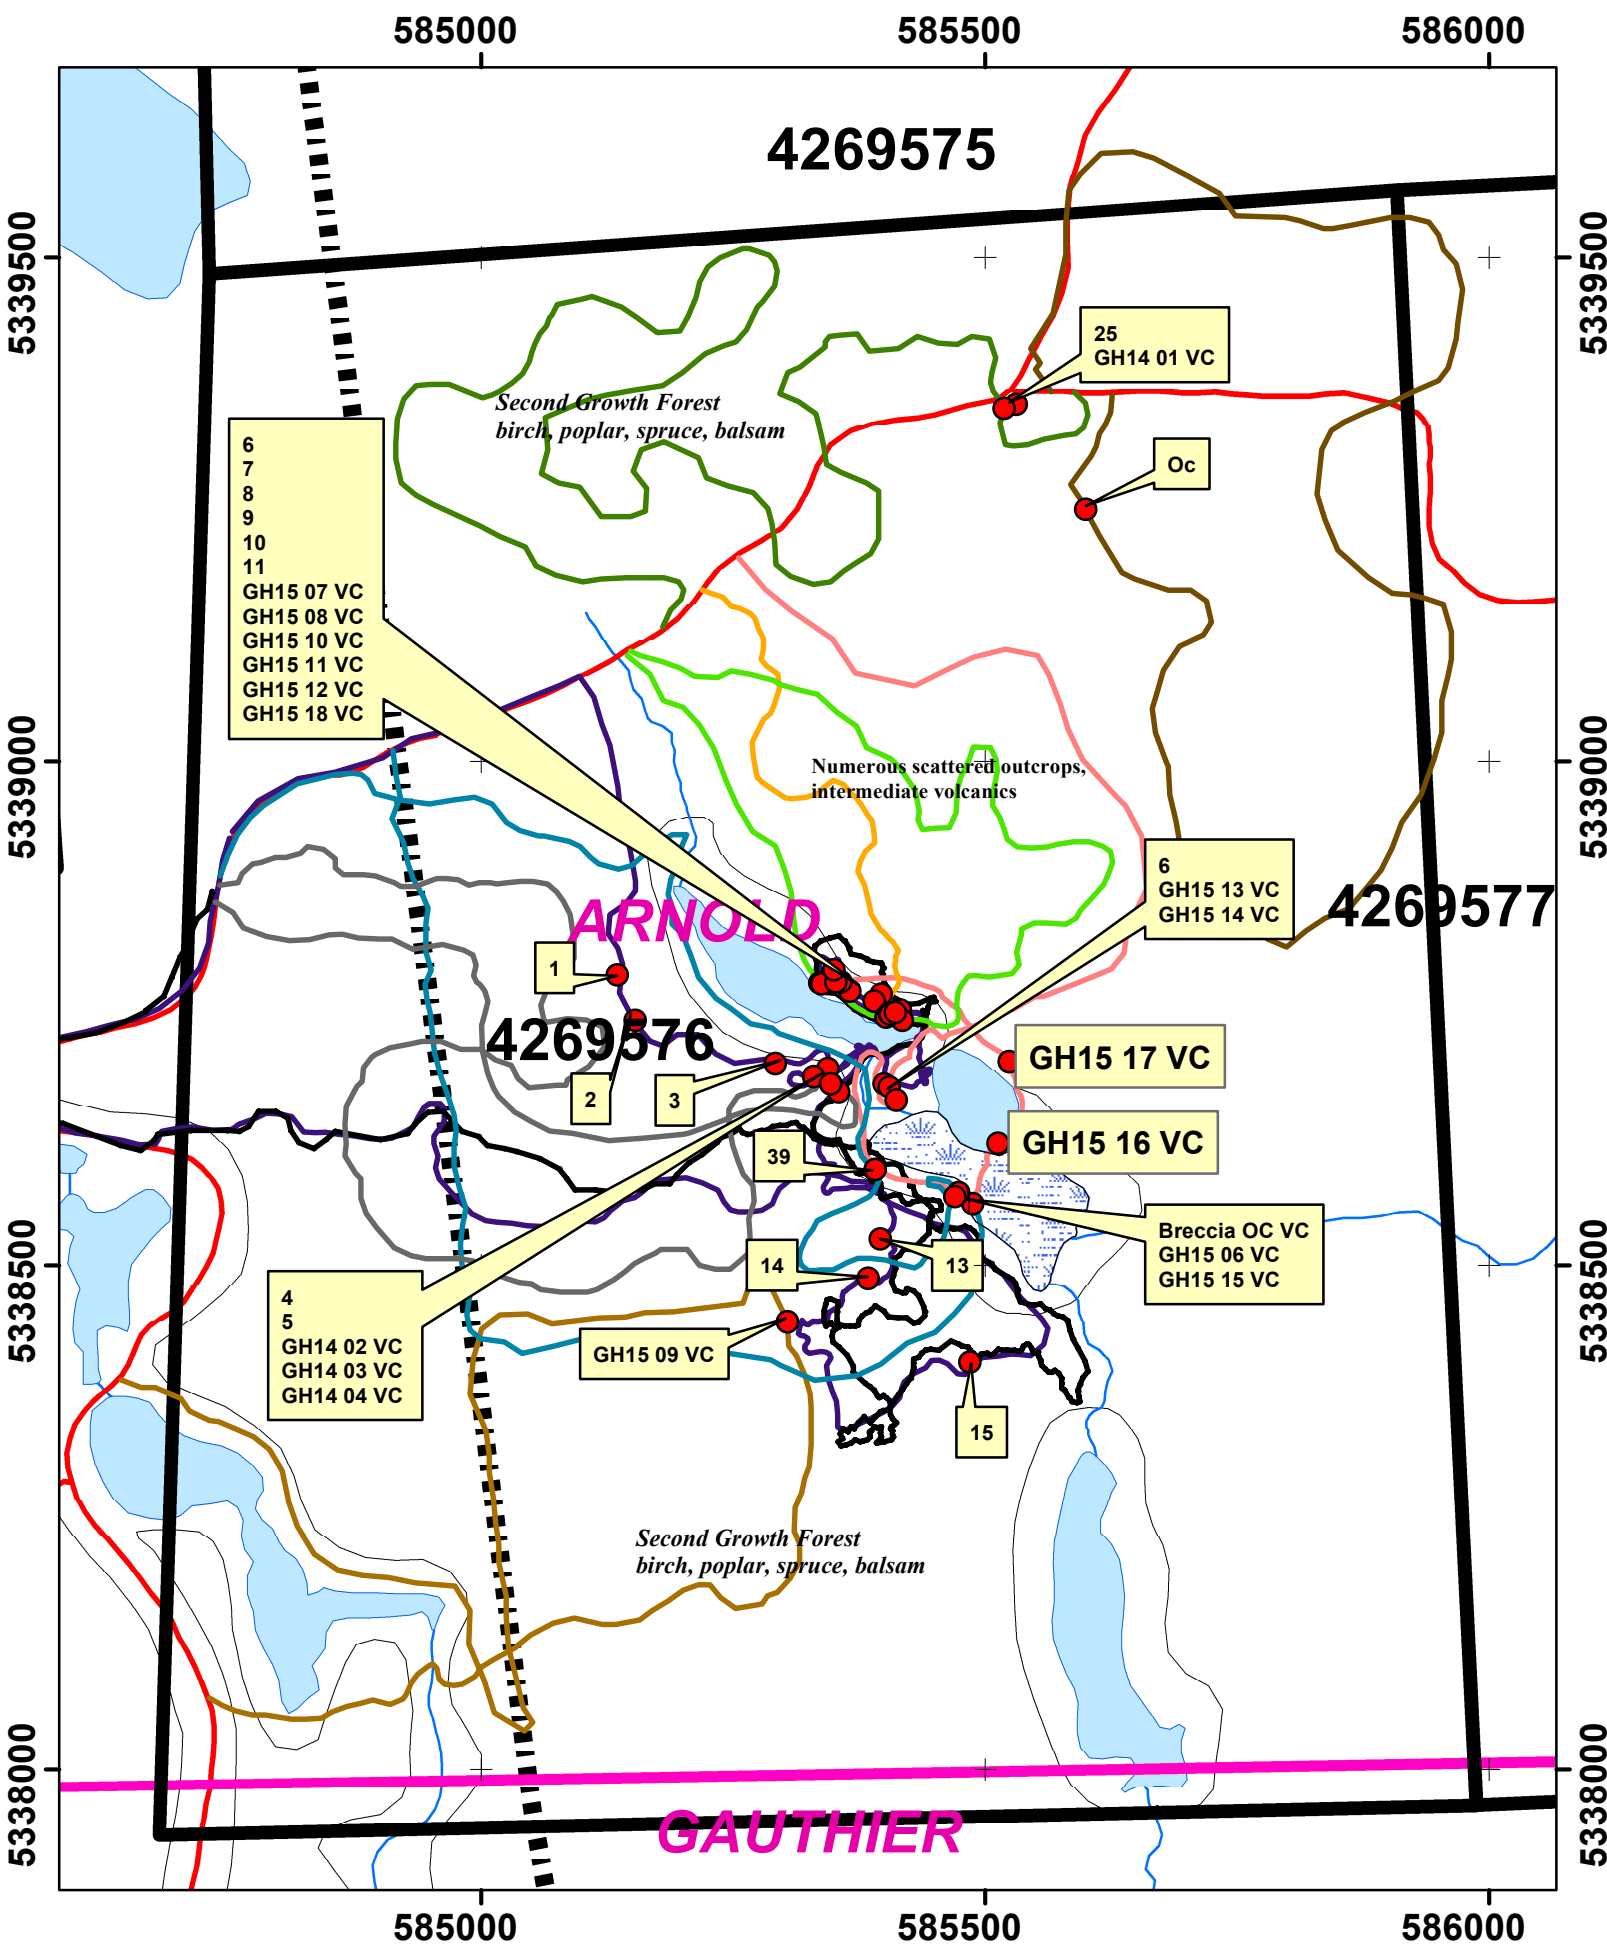 585000
585500
586000
4269575
5339500
5339500
25
GH14 01 VC
Second Growth Forest
birch, poplar, spruce, balsam
Oc
6
7
8
9
10
11
GH15 07 VC
GH15 08 VC
GH15 10 VC
GH15 11 VC
GH15 12 VC
GH15 18 VC
5339000
5339000
Numerous scattered outcrops,
intermediate volcanics
6
GH15 13 VC
GH15 14 VC
4269577
ARNOLD
1
4269576
GH15 17 VC
2
3
GH15 16 VC
39
Breccia OC VC
GH15 06 VC
GH15 15 VC
14
13
5338500
5338500
4
5
GH14 02 VC
GH14 03 VC
GH14 04 VC
GH15 09 VC
15
Second Growth Forest
birch, poplar, spruce, balsam
5338000
5338000
GAUTHIER
585000
585500
586000